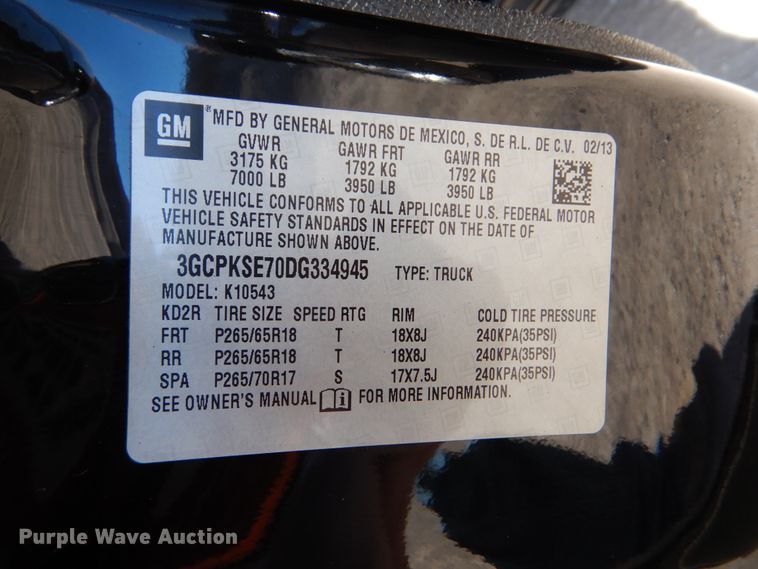 GM
® MFD BY GENERAL MOTORS DE MEXICO, S. DE R.L. DE C.V. 02/13
GVWR GAWR FRT GAWR RR
3175 KG 1792 KG 1792 KG
7000 LB 3950 LB 3950 LB
THIS VEHICLE CONFORMS TO ALL APPLICABLE U.S. FEDERAL MOTOR
VEHICLE SAFETY STANDARDS IN EFFECT ON THE DATE OF
MANUFACTURE SHOWN ABOVE.
3GCPKSE70DG334945 TYPE: TRUCK
MODEL: K10543
KD2R TIRE SIZE SPEED RTG RIM COLD TIRE PRESSURE
FRT P265/65R18 T 18X8J 240KPA(35PSI)
RR P265/65R18 T 18X8J 240KPA(35PSI)
SPA P265/70R17 S 17X7.5J 240KPA(35PSI)
SEE OWNER'S MANUAL i FOR MORE INFORMATION.
Purple Wave Auction